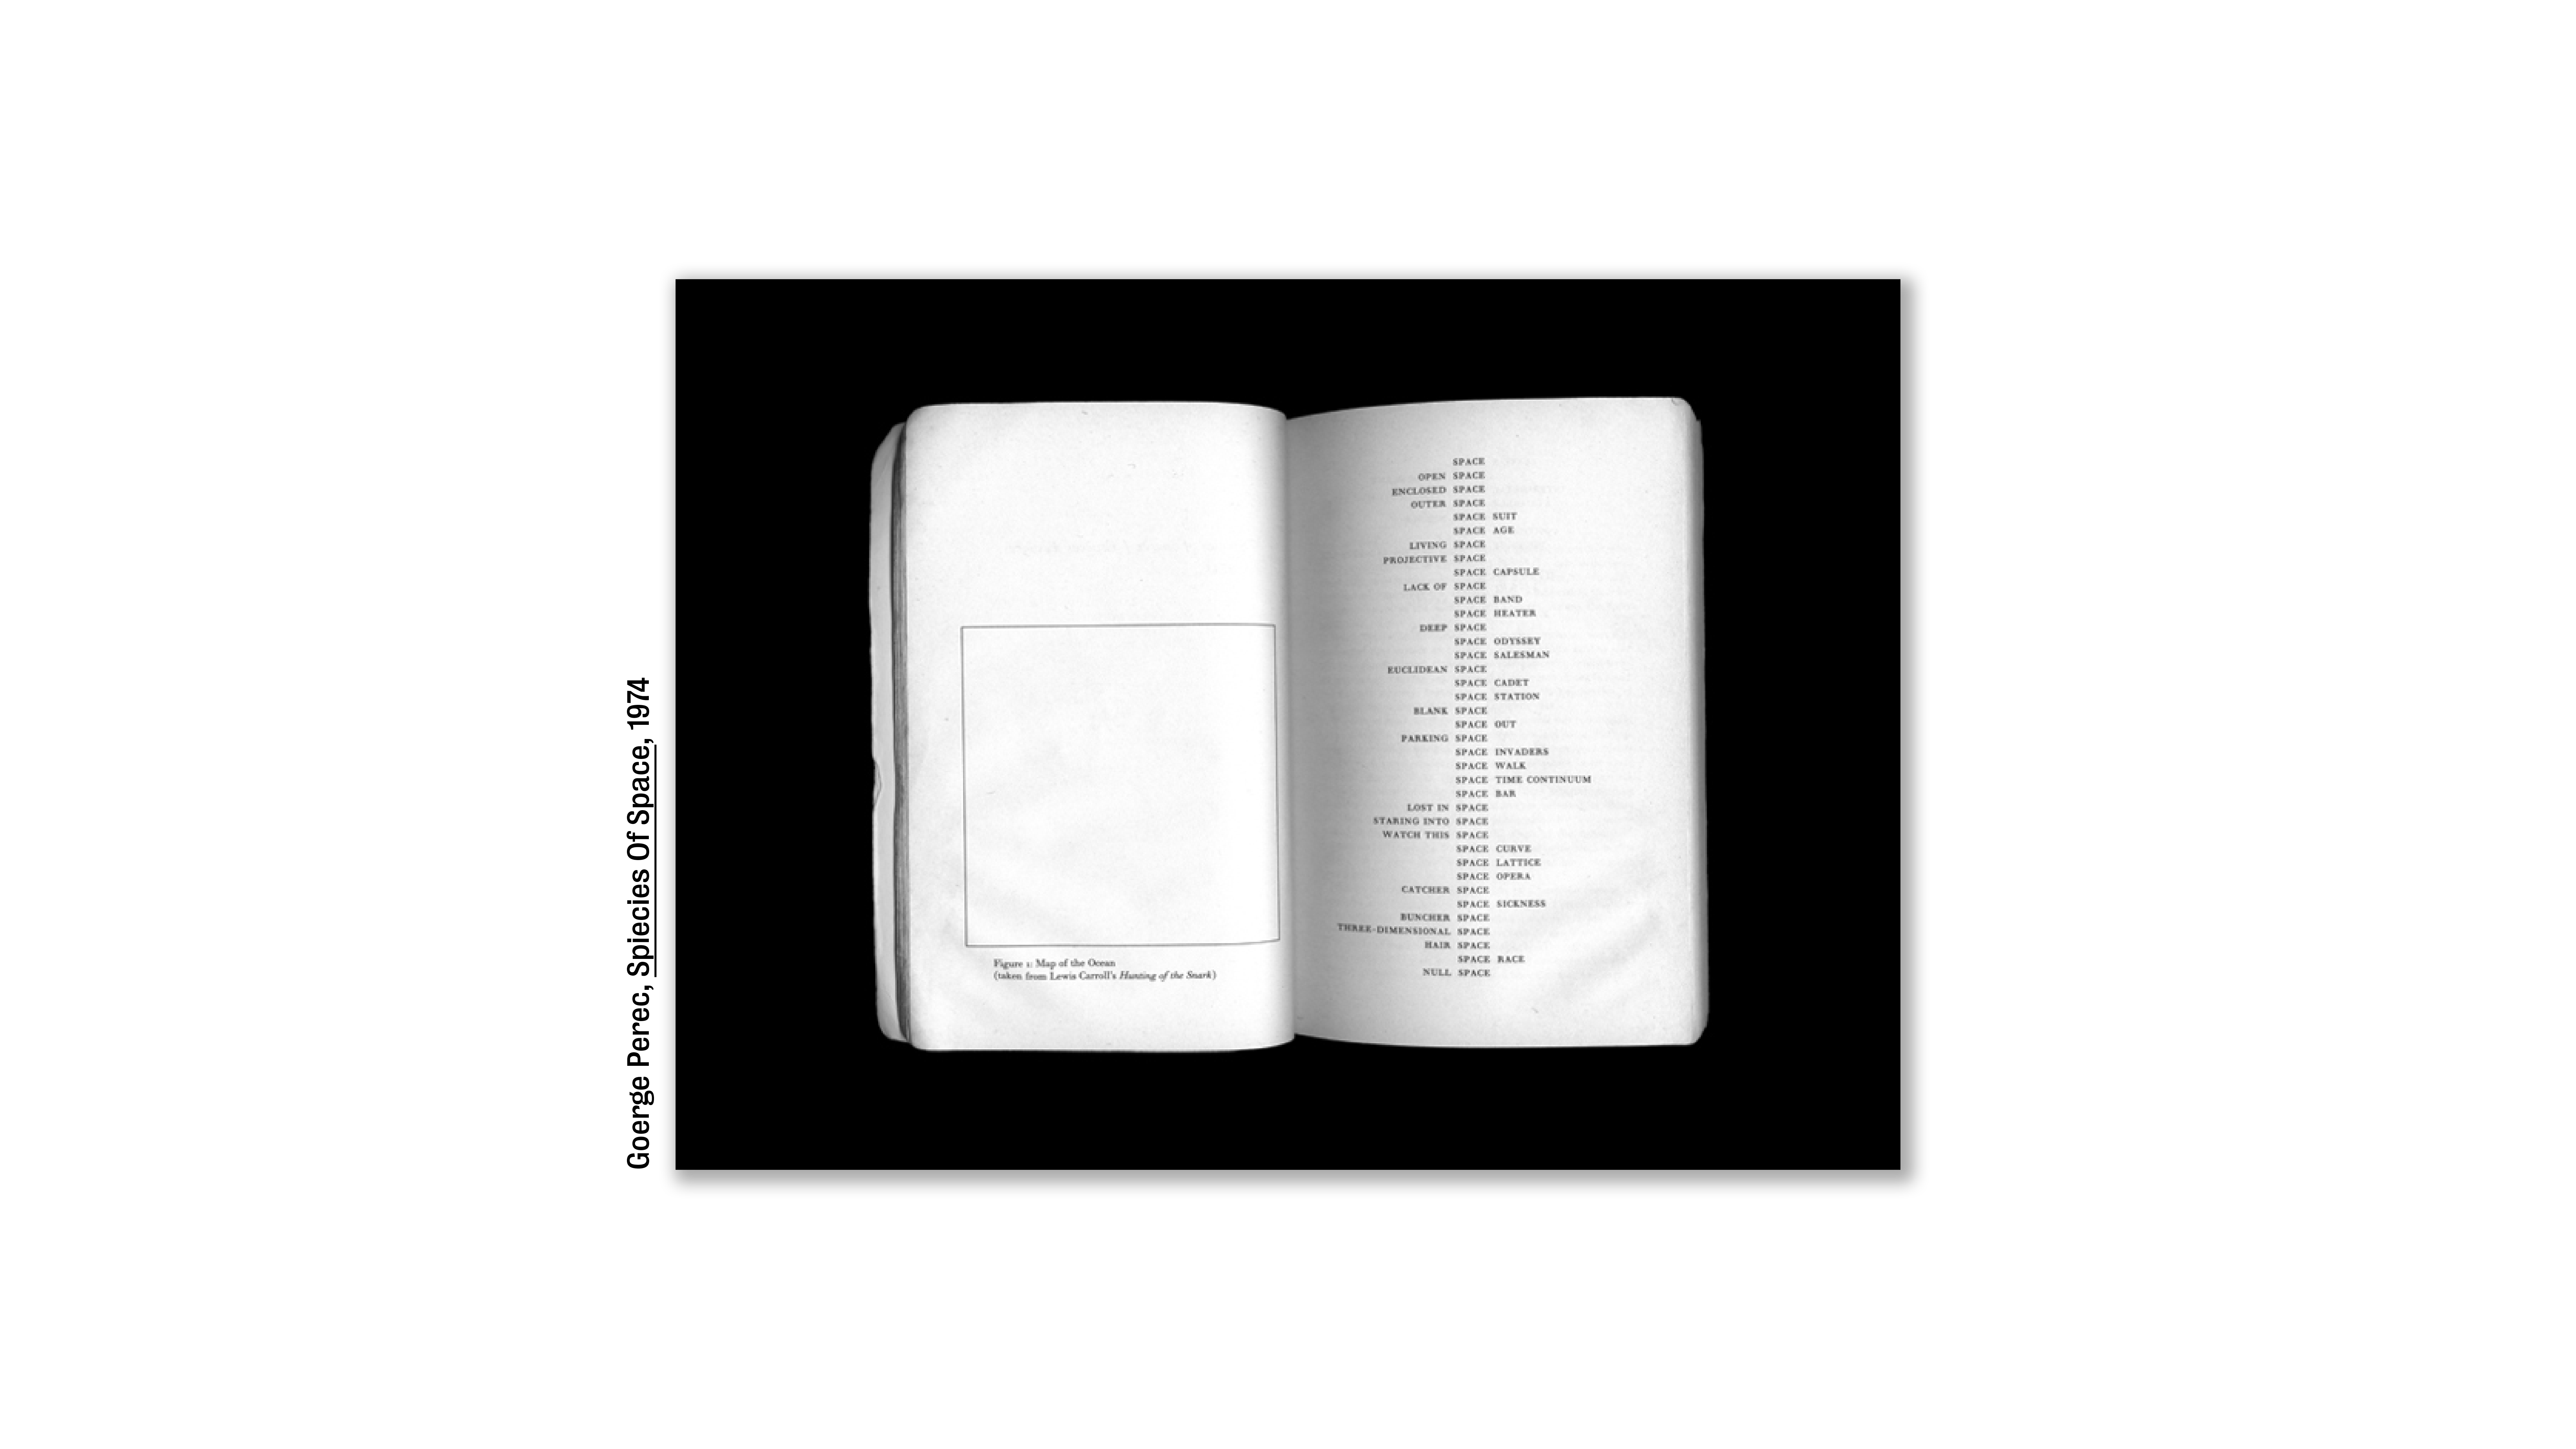 Goerge Perec, Spiecies Of Space, 1974
Figure 1: Map of the Ocean
(taken from Lewis Carroll's Hunting of the Snark)
SPACE
OPEN SPACE
ENCLOSED SPACE
OUTER SPACE
SPACE SUIT
SPACE AGE
LIVING SPACE
PROJECTIVE SPACE
SPACE CAPSULE
LACK OF SPACE
SPACE BAND
SPACE HEATER
DEEP SPACE
SPACE ODYSSEY
SPACE SALESMAN
EUCLIDEAN SPACE
SPACE CADET
SPACE STATION
BLANK SPACE
SPACE OUT
PARKING SPACE
SPACE INVADERS
SPACE WALK
SPACE TIME CONTINUUM
SPACE BAR
LOST IN SPACE
STARING INTO SPACE
WATCH THIS SPACE
SPACE CURVE
SPACE LATTICE
SPACE OPERA
CATCHER SPACE
SPACE SICKNESS
BUNCHER SPACE
THREE-DIMENSIONAL SPACE
HAIR SPACE
SPACE RACE
NULL SPACE